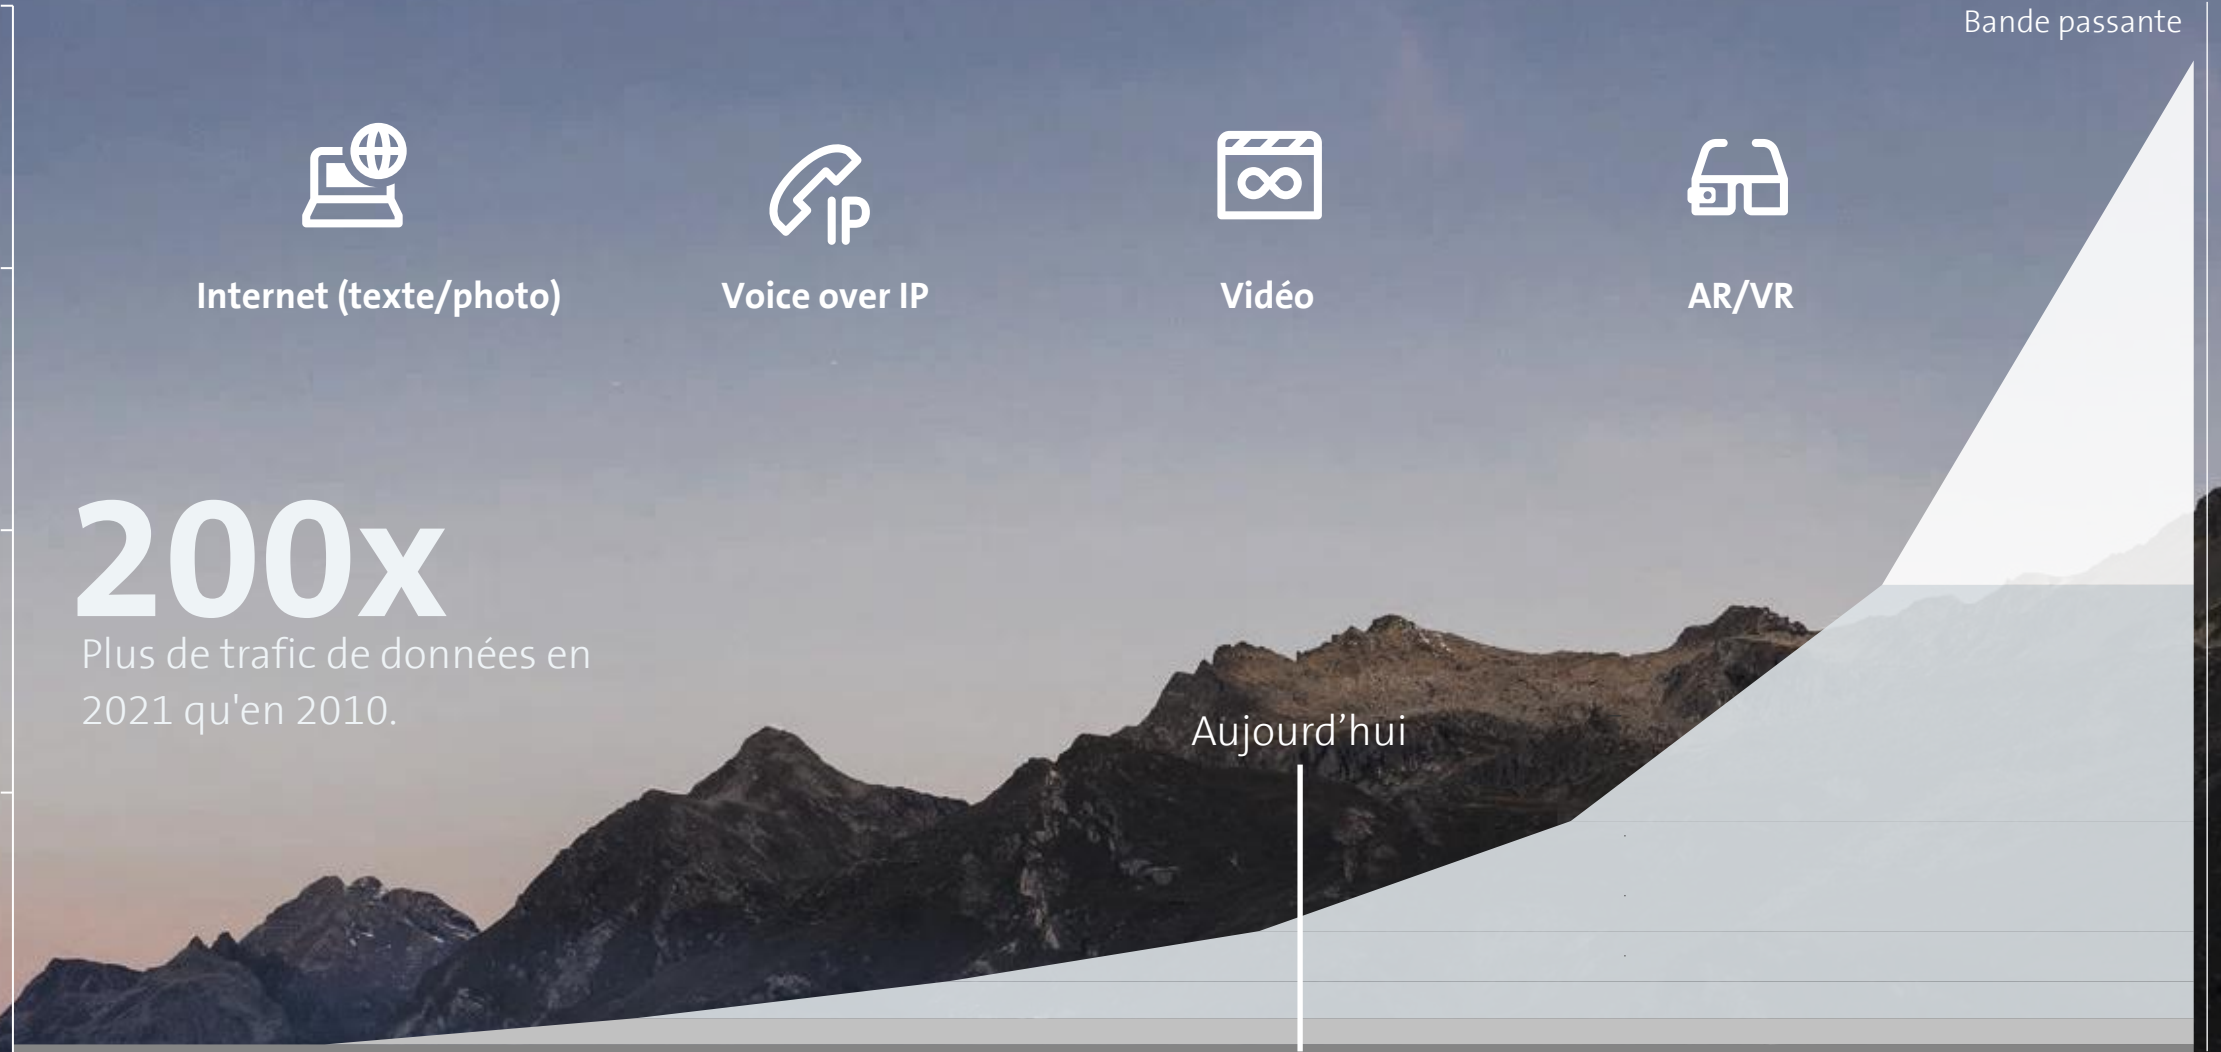 Bande passante
IP
Internet (texte/photo)
Voice over IP
Vidéo
AR/VR
200x
Plus de trafic de données en
2021 qu'en 2010.
Aujourd’hui